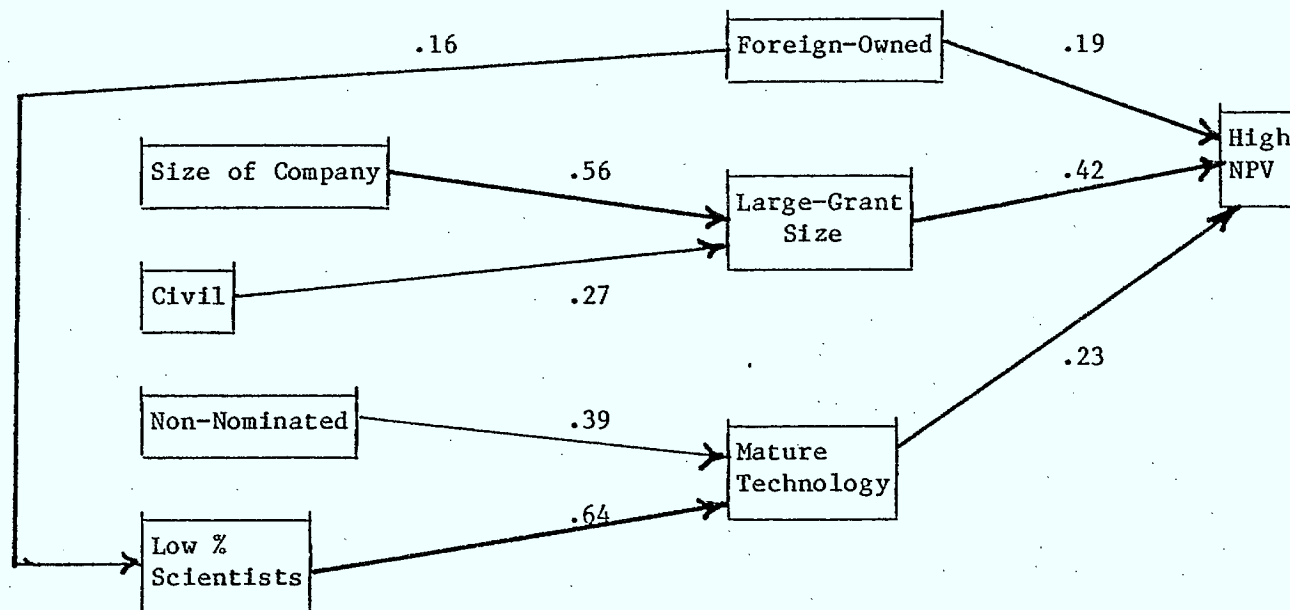 .16
Foreign-Owned
.19
High
NPV
Size of Company
.56
Large-Grant
Size
.42
Civil
.27
.23
Non-Nominated
.39
Mature
Technology
.64
Low %
Scientists